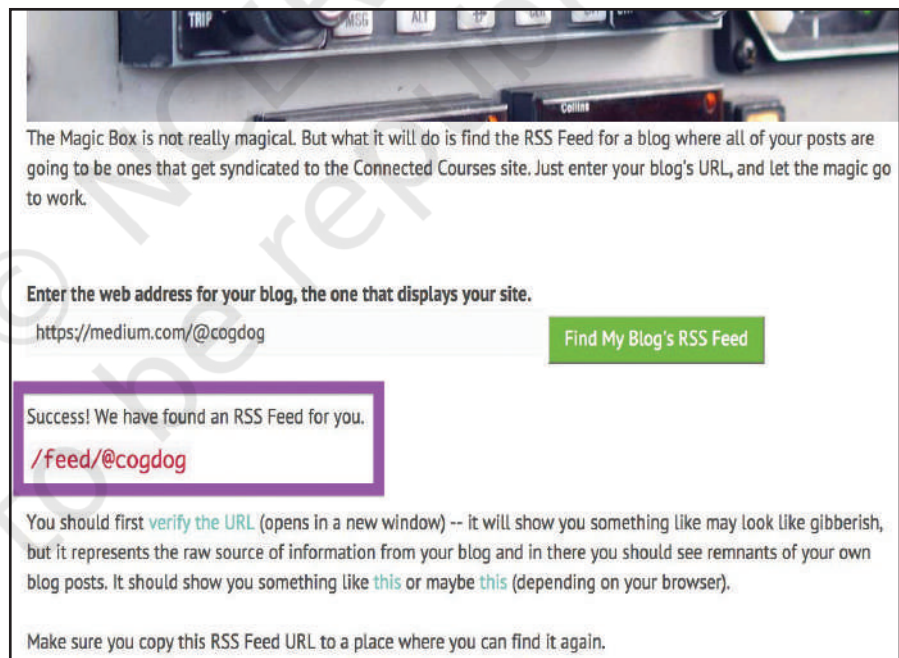 TRIP
MSG
ALT
Collins
The Magic Box is not really magical. But what it will do is find the RSS Feed for a blog where all of your posts are
going to be ones that get syndicated to the Connected Courses site. Just enter your blog's URL, and let the magic go
to work.
Enter the web address for your blog, the one that displays your site.
https://medium.com/@cogdog
Find My Blog's RSS Feed
Success! We have found an RSS Feed for you.
/feed/@cogdog
You should first verify the URL (opens in a new window) -- it will show you something like may look like gibberish,
but it represents the raw source of information from your blog and in there you should see remnants of your own
blog posts. It should show you something like this or maybe this (depending on your browser).
Make sure you copy this RSS Feed URL to a place where you can find it again.
© NCE
to be republ